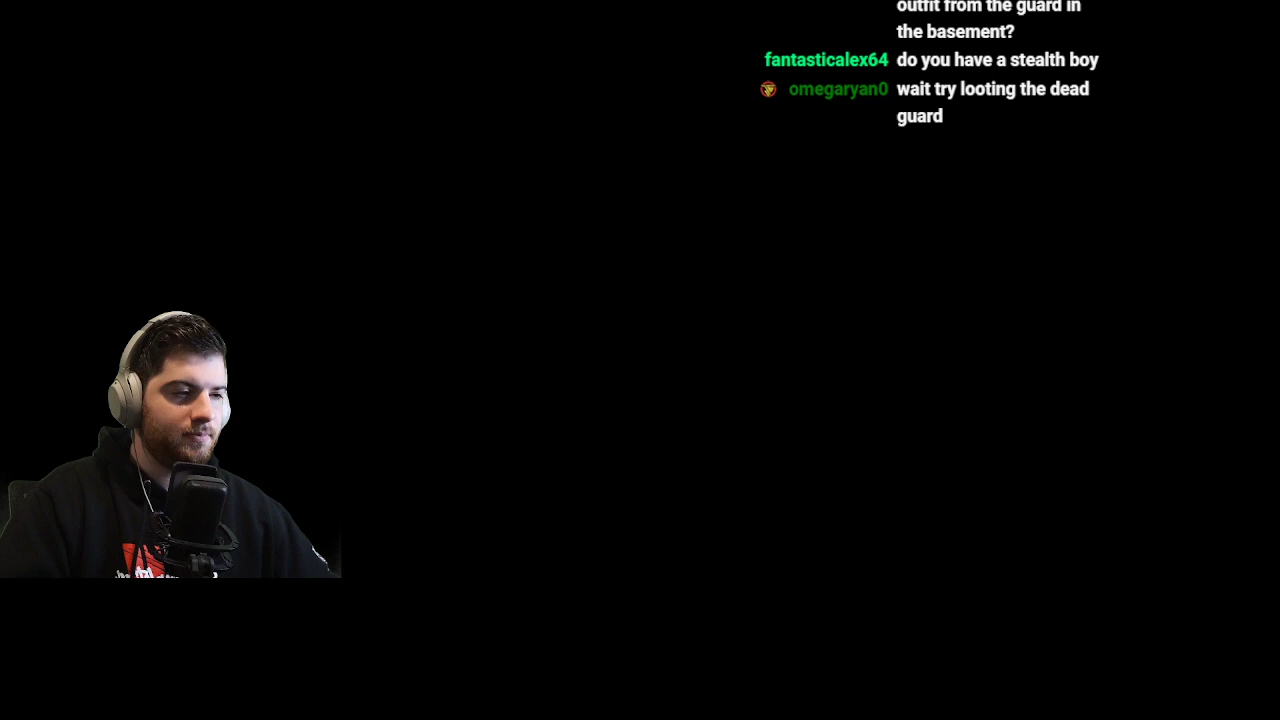 outfit from the guard in
the basement?
fantasticalex64 do you have a stealth boy
omegaryan0 wait try looting the dead
guard